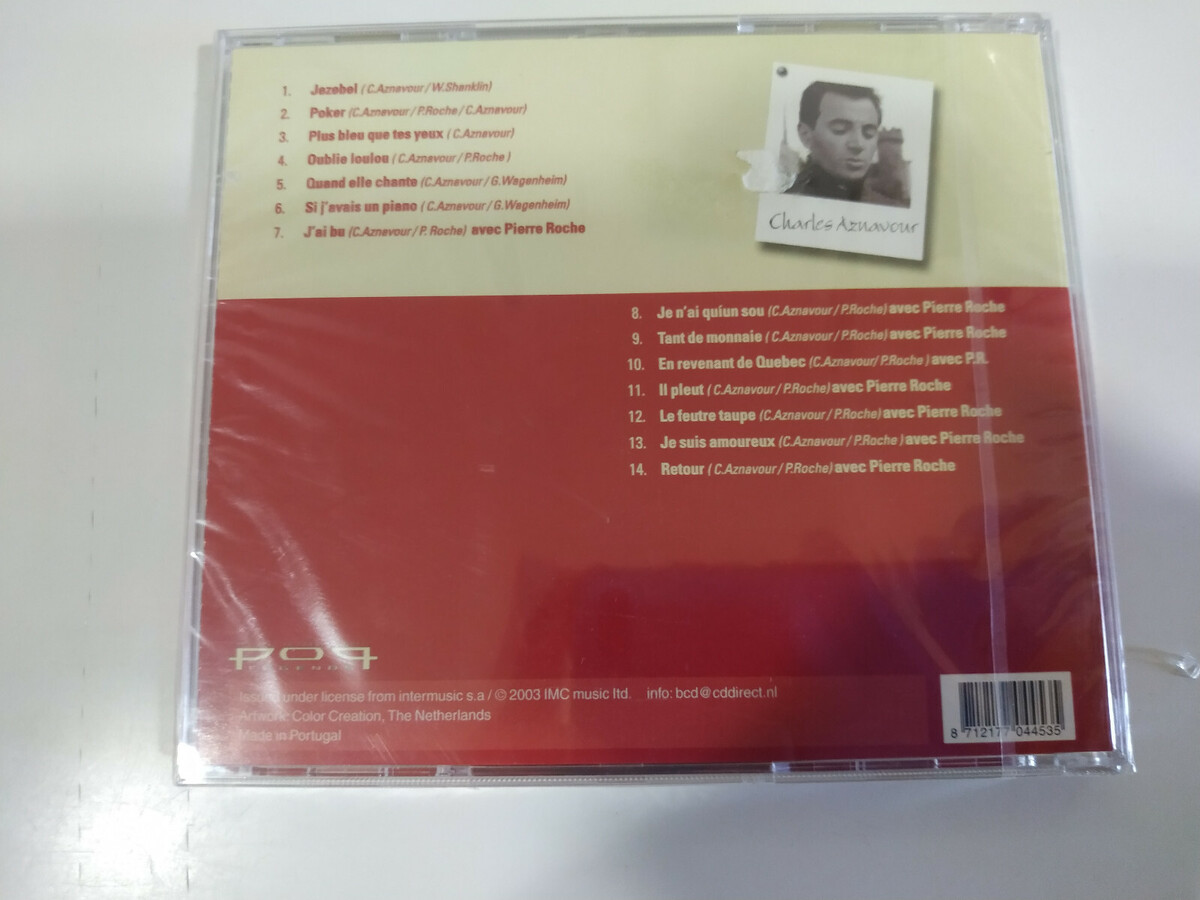 1. Jezebel (C.Aznavour/W.Shanklin)
2. Poker (C.Aznavour/P.Roche/C.Aznavour)
3. Plus bleu que tes yeux (C.Aznavour)
4. Oublie loulou (C.Aznavour/P.Roche)
5. Quand elle chante (C.Aznavour/G.Wagenheim)
6. Si j'avais un piano (C.Aznavour/G.Wagenheim)
7. J'ai bu (C.Aznavour/P. Roche) avec Pierre Roche
Charles Aznavour
8. Je n'ai quíun sou (C.Aznavour/P.Roche) avec Pierre Roche
9. Tant de monnaie (C.Aznavour/P.Roche) avec Pierre Roche
10. En revenant de Quebec (C.Aznavour/P.Roche) avec P.R.
11. Il pleut (C.Aznavour/P.Roche) avec Pierre Roche
12. Le feutre taupe (C.Aznavour/P.Roche) avec Pierre Roche
13. Je suis amoureux (C.Aznavour/P.Roche) avec Pierre Roche
14. Retour (C.Aznavour/P.Roche) avec Pierre Roche
POP
Issued under license from intermusic s.a / © 2003 IMC music ltd. info: bcd@cddirect.nl
Artwork: Color Creation, The Netherlands
Made in Portugal
8 712177 044535